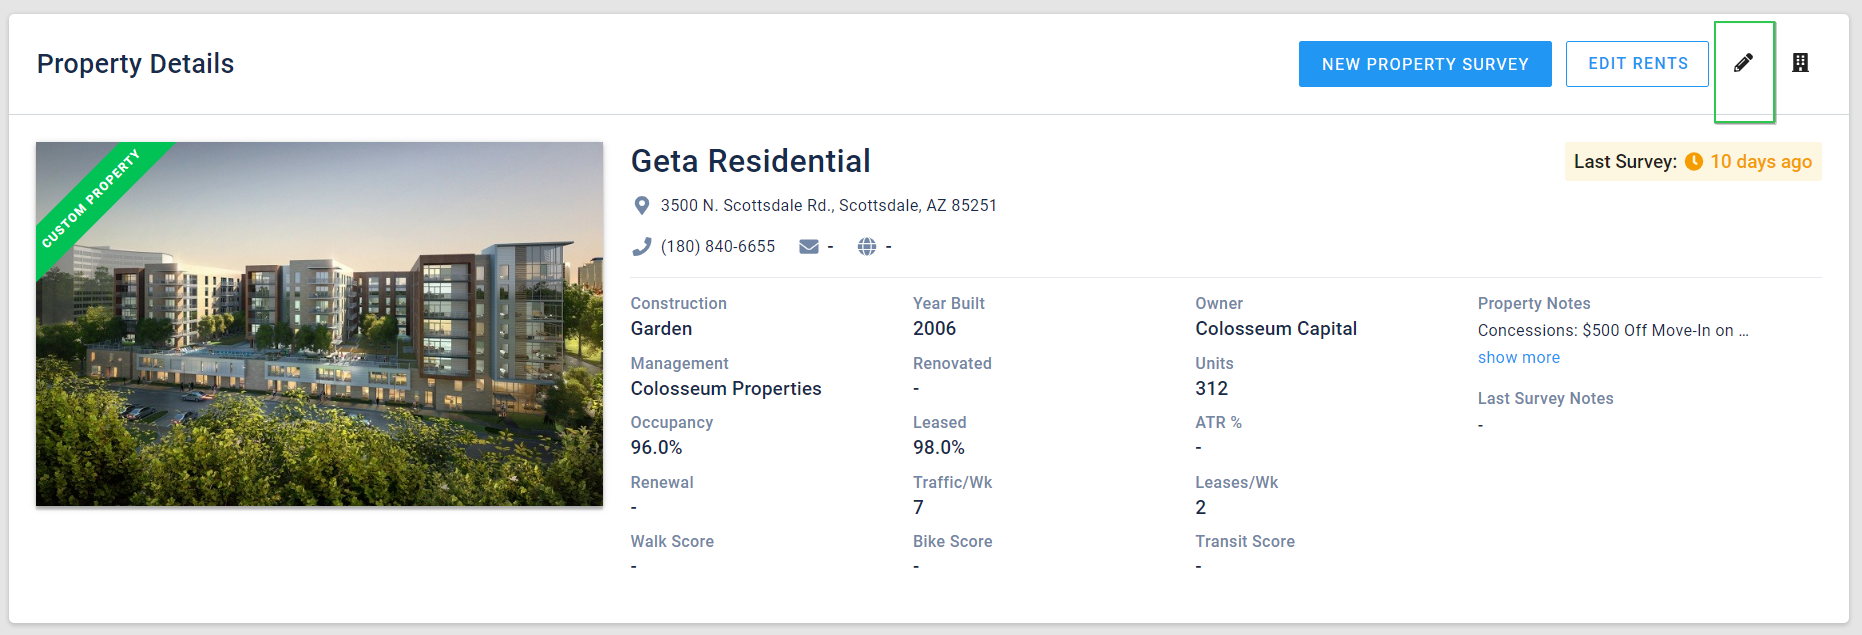 Property Details
NEW PROPERTY SURVEY
EDIT RENTS
CUSTOM PROPERTY
Geta Residential
Last Survey: 10 days ago
3500 N. Scottsdale Rd., Scottsdale, AZ 85251
(180) 840-6655 - -
Construction
Garden
Year Built
2006
Owner
Colosseum Capital
Property Notes
Concessions: $500 Off Move-In on ...
show more
Management
Colosseum Properties
Renovated
-
Units
312
Last Survey Notes
-
Occupancy
96.0%
Leased
98.0%
ATR %
-
Renewal
-
Traffic/Wk
7
Leases/Wk
2
Walk Score
-
Bike Score
-
Transit Score
-